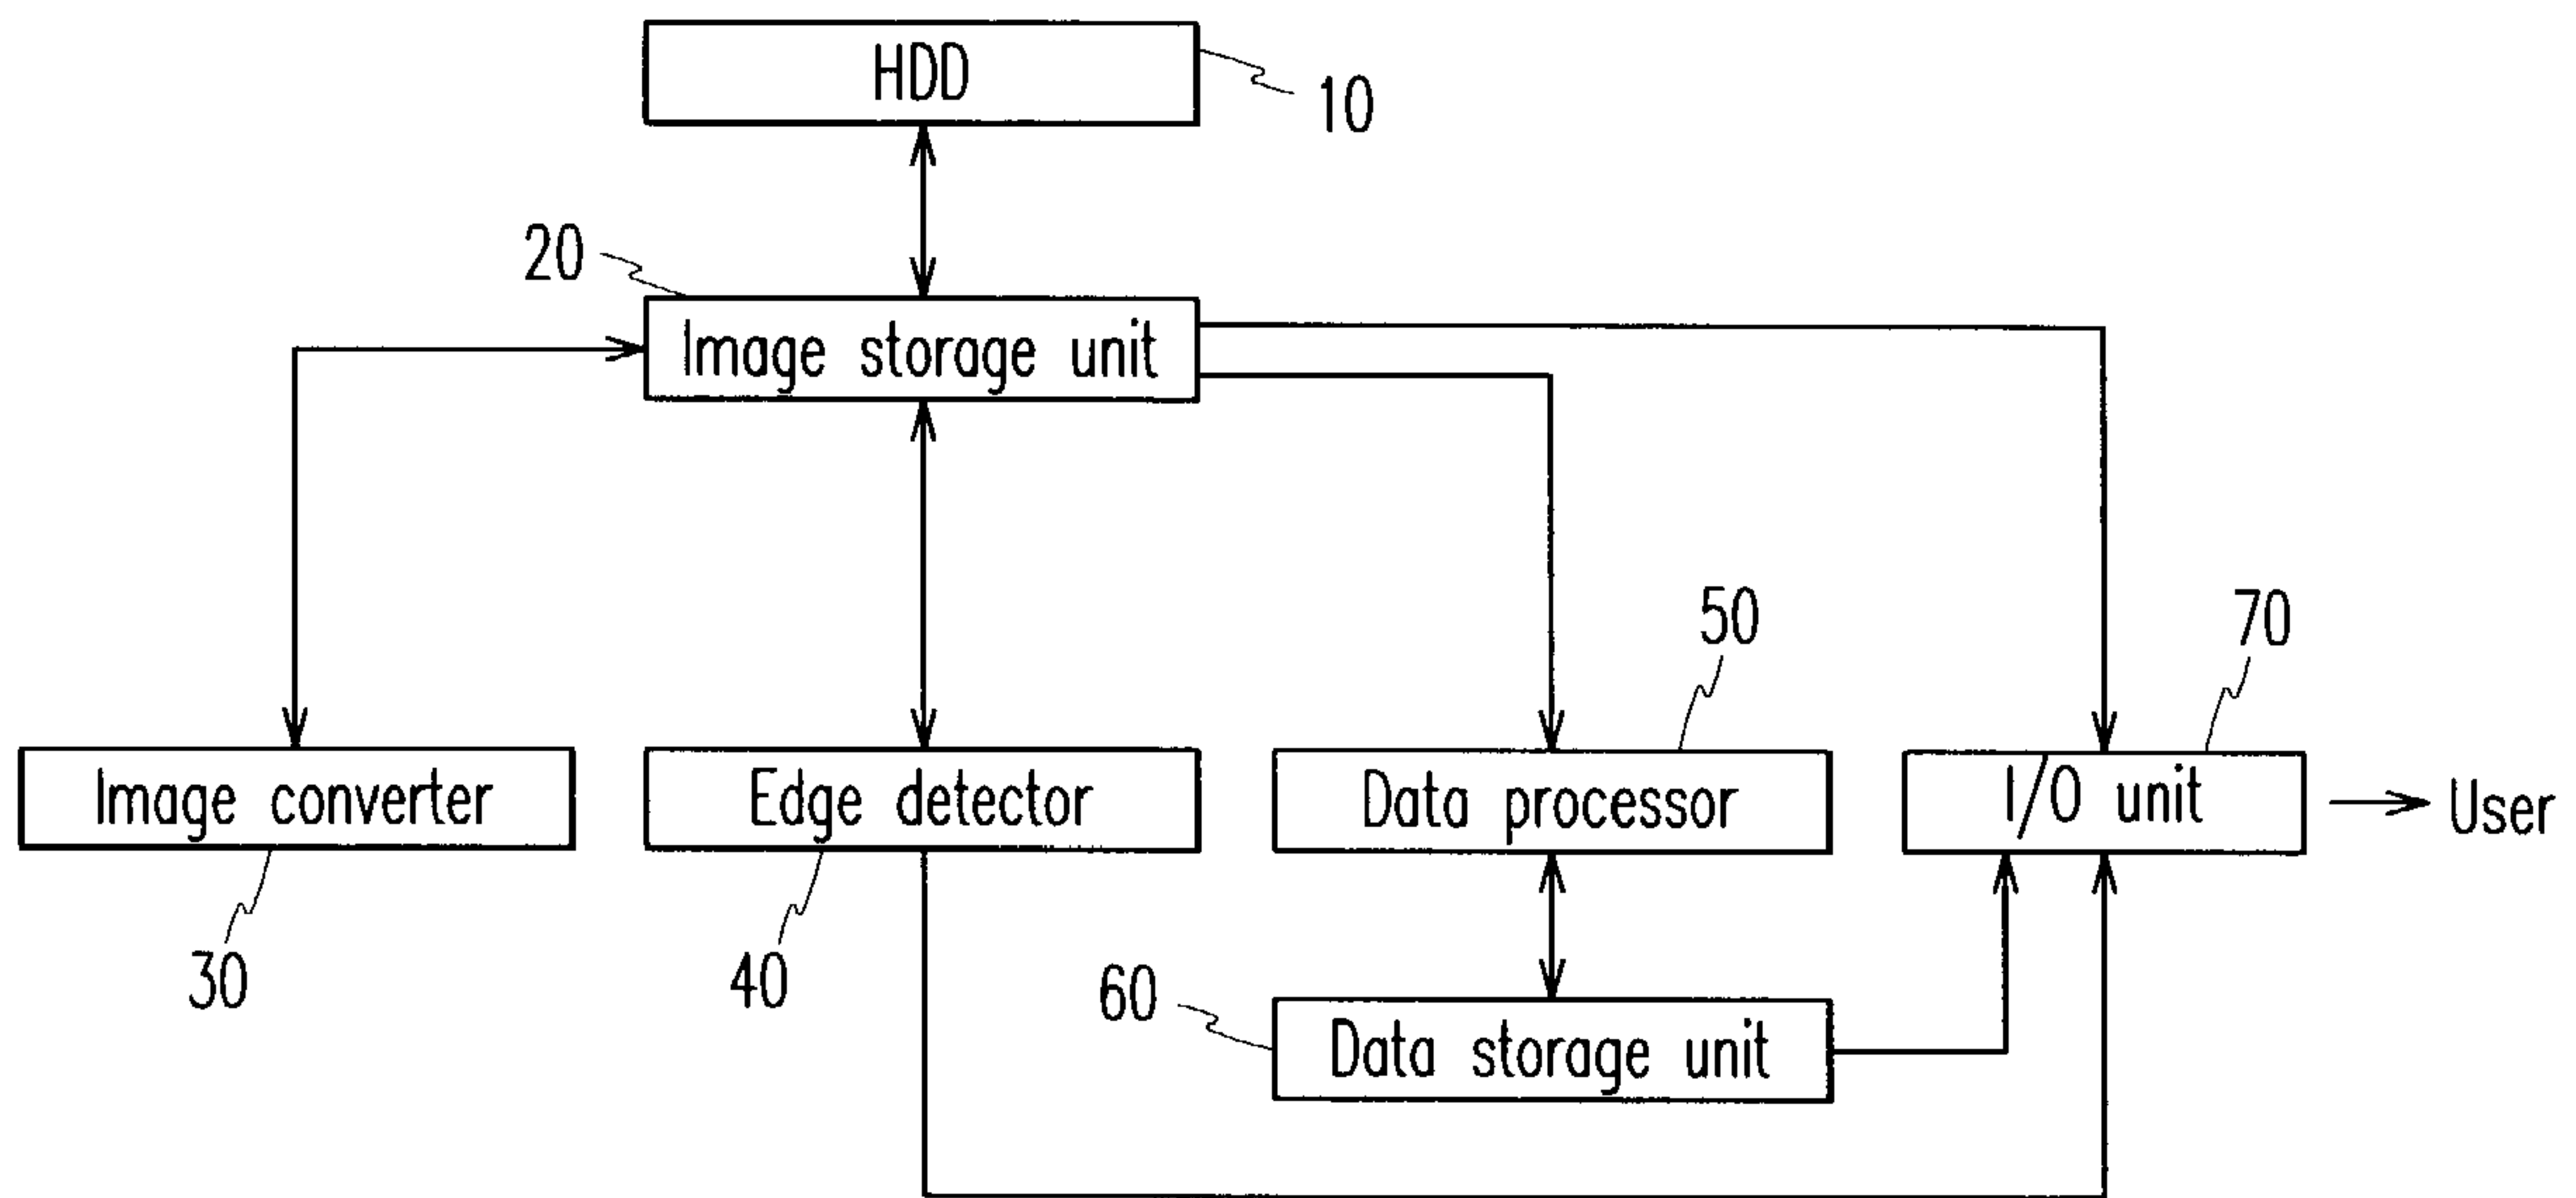 HDD
10
20
Image storage unit
50
70
Image converter
Edge detector
Data processor
I/O unit
User
30
40
60
Data storage unit